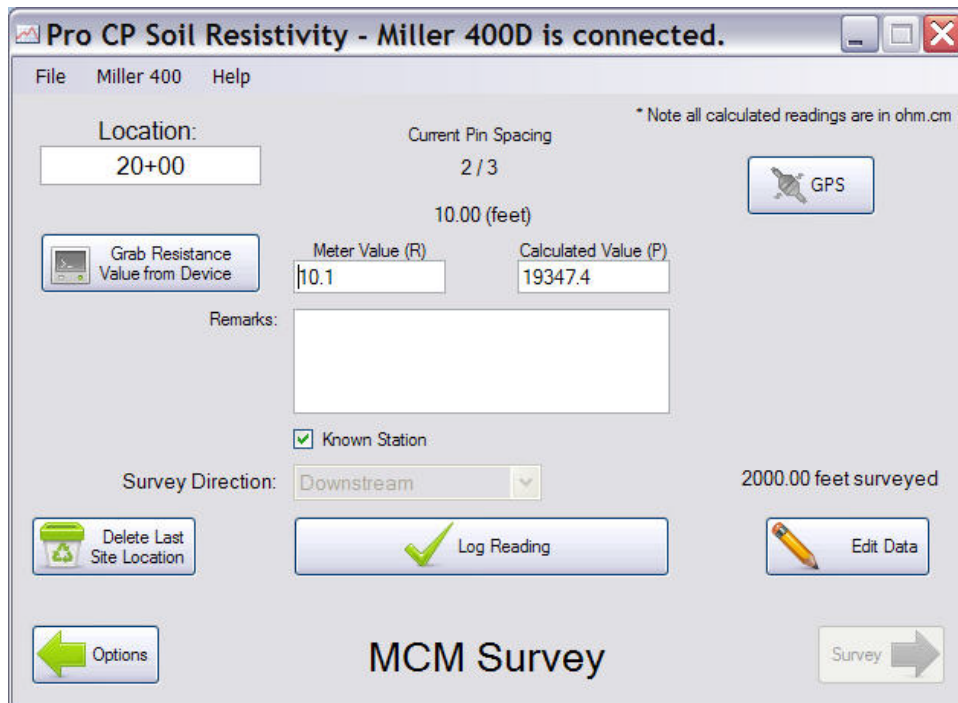 Pro CP Soil Resistivity - Miller 400D is connected.
File Miller 400 Help
* Note all calculated readings are in ohm.cm
Location:
20+00
Current Pin Spacing
2 / 3
10.00 (feet)
GPS
Grab Resistance
Value from Device
Meter Value (R)
10.1
Calculated Value (P)
19347.4
Remarks:
Known Station
Survey Direction:
Downstream
2000.00 feet surveyed
Delete Last
Site Location
Log Reading
Edit Data
Options
MCM Survey
Survey